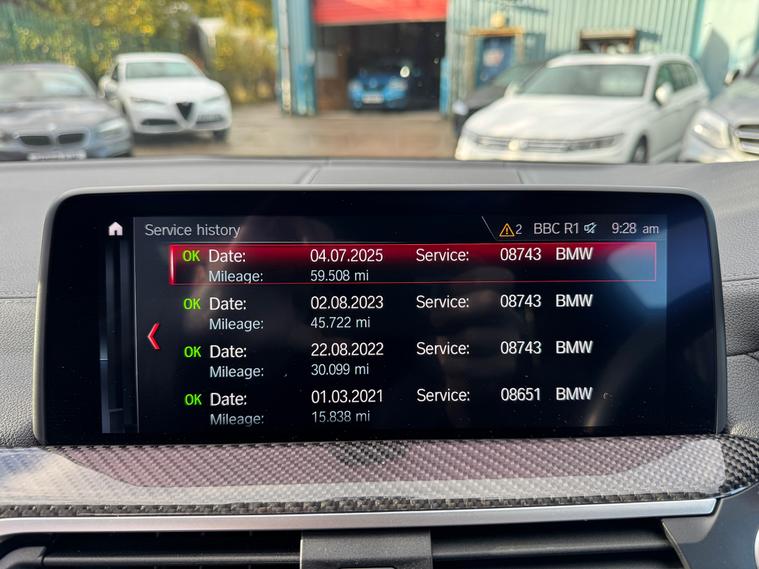 Service history 2 BBC R1 9:28 am
OK Date: 04.07.2025 Service: 08743 BMW
Mileage: 59.508 mi
OK Date: 02.08.2023 Service: 08743 BMW
Mileage: 45.722 mi
OK Date: 22.08.2022 Service: 08743 BMW
Mileage: 30.099 mi
OK Date: 01.03.2021 Service: 08651 BMW
Mileage: 15.838 mi